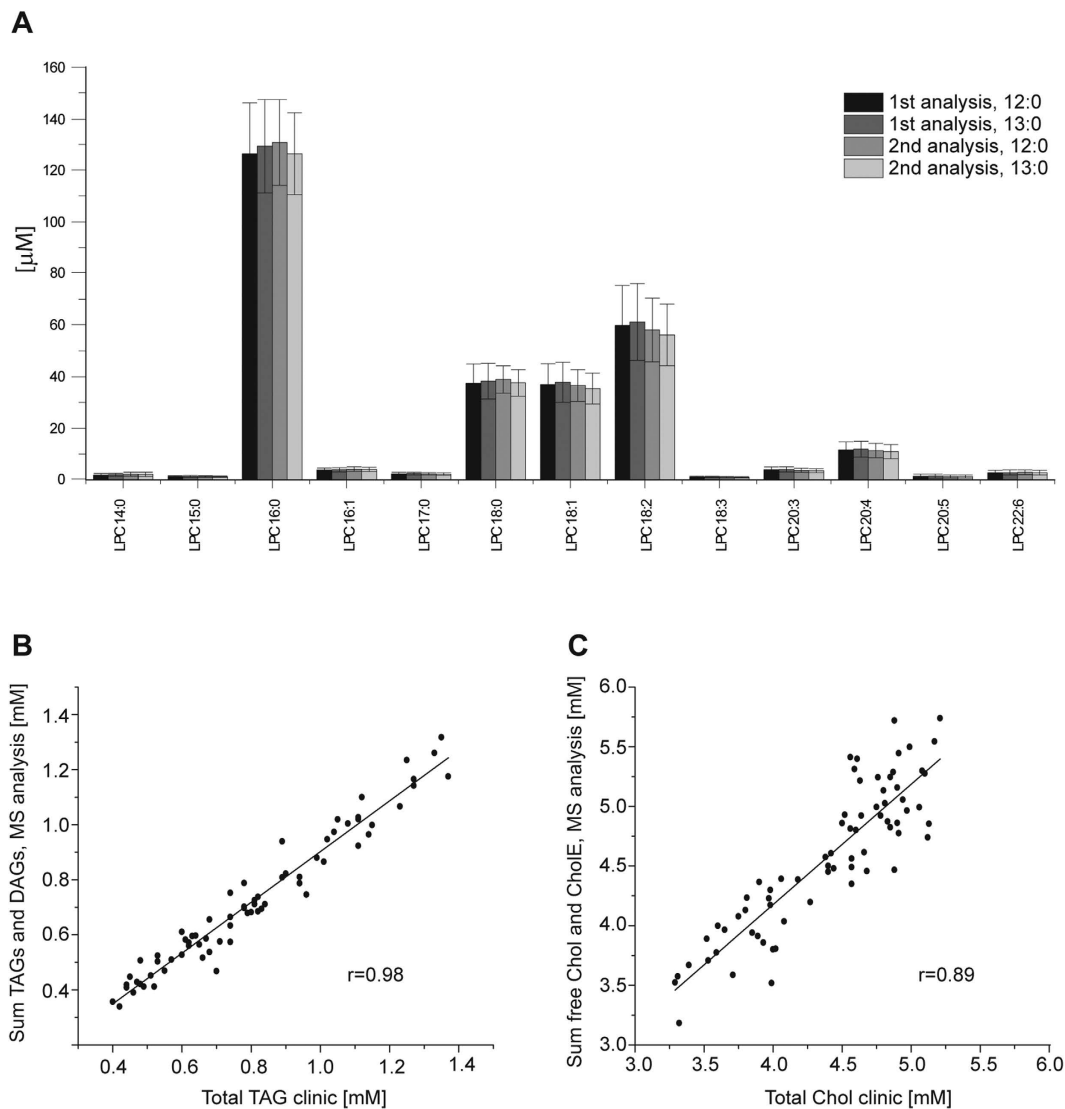 A
160
140
120
100
80
60
40
20
0
[µM]
1st analysis, 12:0
1st analysis, 13:0
2nd analysis, 12:0
2nd analysis, 13:0
LPC14:0
LPC15:0
LPC16:0
LPC16:1
LPC17:0
LPC18:0
LPC18:1
LPC18:2
LPC18:3
LPC20:3
LPC20:4
LPC20:5
LPC22:6
B
Sum TAGs and DAGs, MS analysis [mM]
1.4
1.2
1.0
0.8
0.6
0.4
r=0.98
0.4 0.6 0.8 1.0 1.2 1.4
Total TAG clinic [mM]
C
Sum free Chol and CholE, MS analysis [mM]
6.0
5.5
5.0
4.5
4.0
3.5
3.0
r=0.89
3.0 3.5 4.0 4.5 5.0 5.5 6.0
Total Chol clinic [mM]